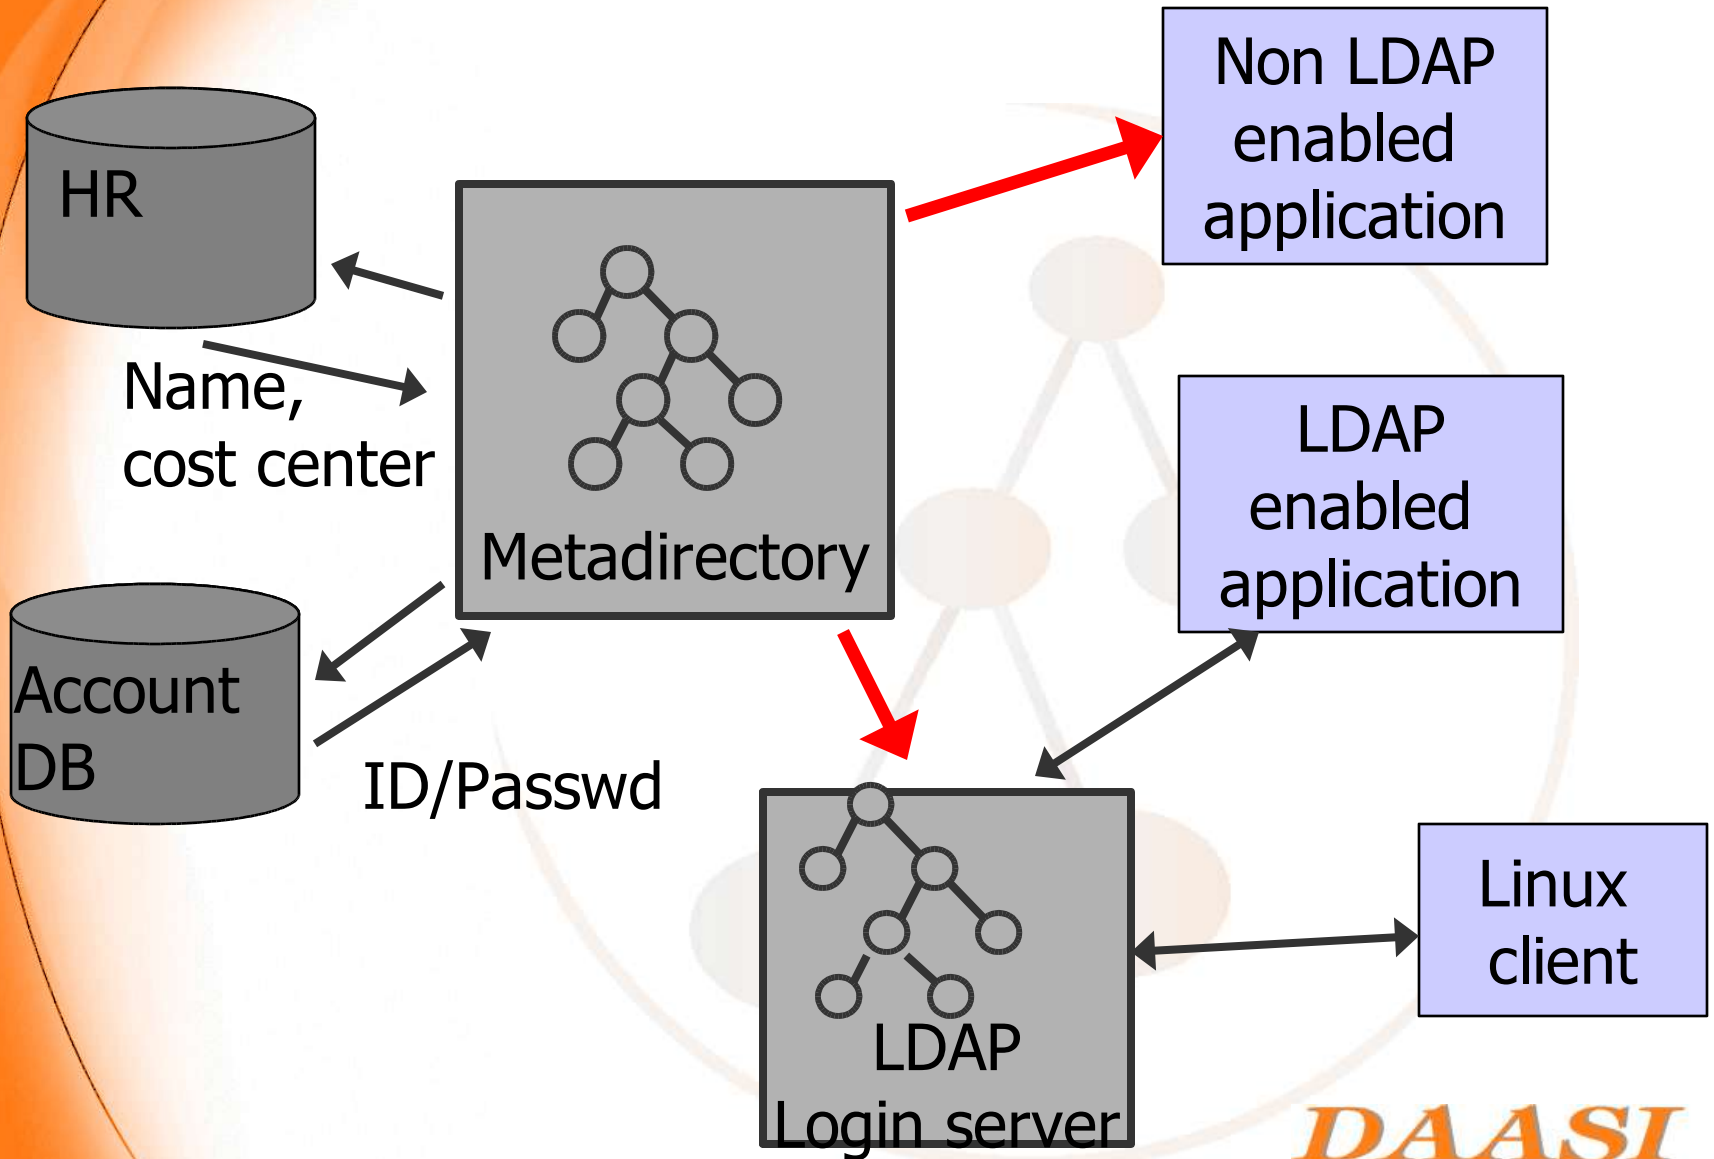 Non LDAP
enabled
application
HR
Name,
cost center
Metadirectory
LDAP
enabled
application
Account
DB
ID/Passwd
Linux
client
LDAP
Login server
DAASI